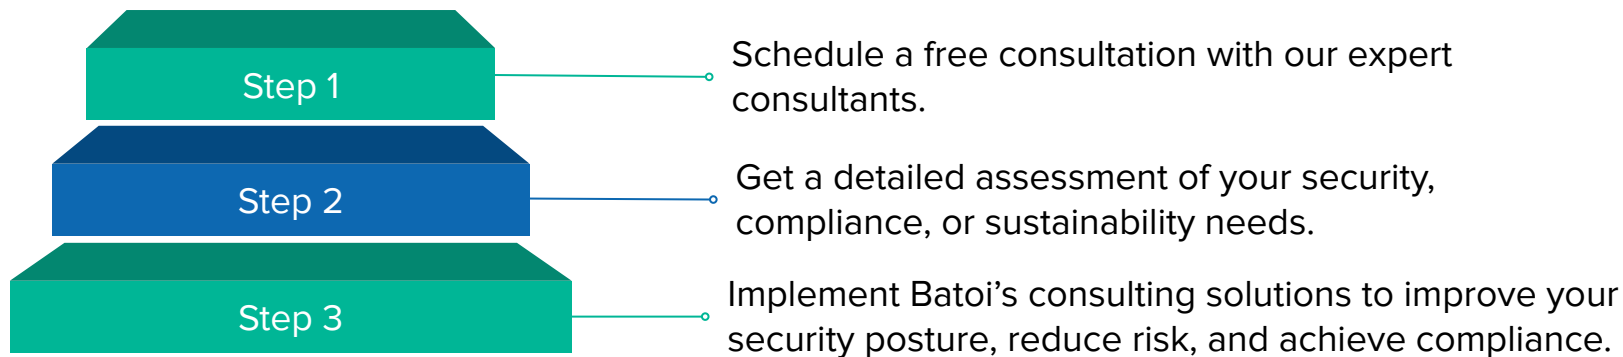 Step 1
Schedule a free consultation with our expert
consultants.
Step 2
Get a detailed assessment of your security,
compliance, or sustainability needs.
Step 3
Implement Batoi’s consulting solutions to improve your
security posture, reduce risk, and achieve compliance.